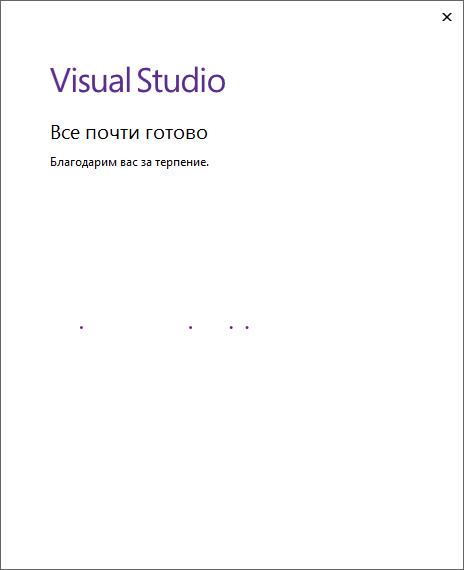 Visual Studio
Все почти готово
Благодарим вас за терпение.